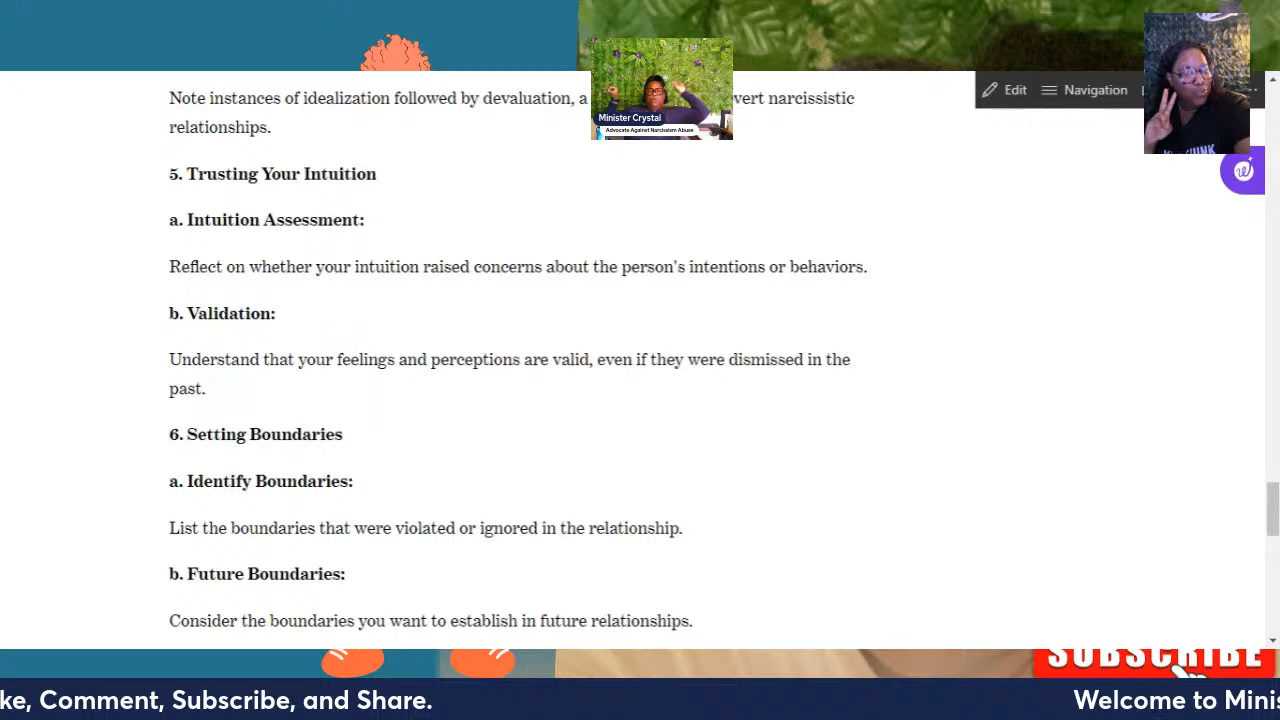 Note instances of idealization followed by devaluation, a
vert narcissistic
relationships.
Edit
Navigation
Minister Crystal
Advocate Against Narcissism Abuse
5. Trusting Your Intuition
a. Intuition Assessment:
Reflect on whether your intuition raised concerns about the person's intentions or behaviors.
b. Validation:
Understand that your feelings and perceptions are valid, even if they were dismissed in the
past.
6. Setting Boundaries
a. Identify Boundaries:
List the boundaries that were violated or ignored in the relationship.
b. Future Boundaries:
Consider the boundaries you want to establish in future relationships.
SUBSCRIBE
ke, Comment, Subscribe, and Share.
Welcome to Minis